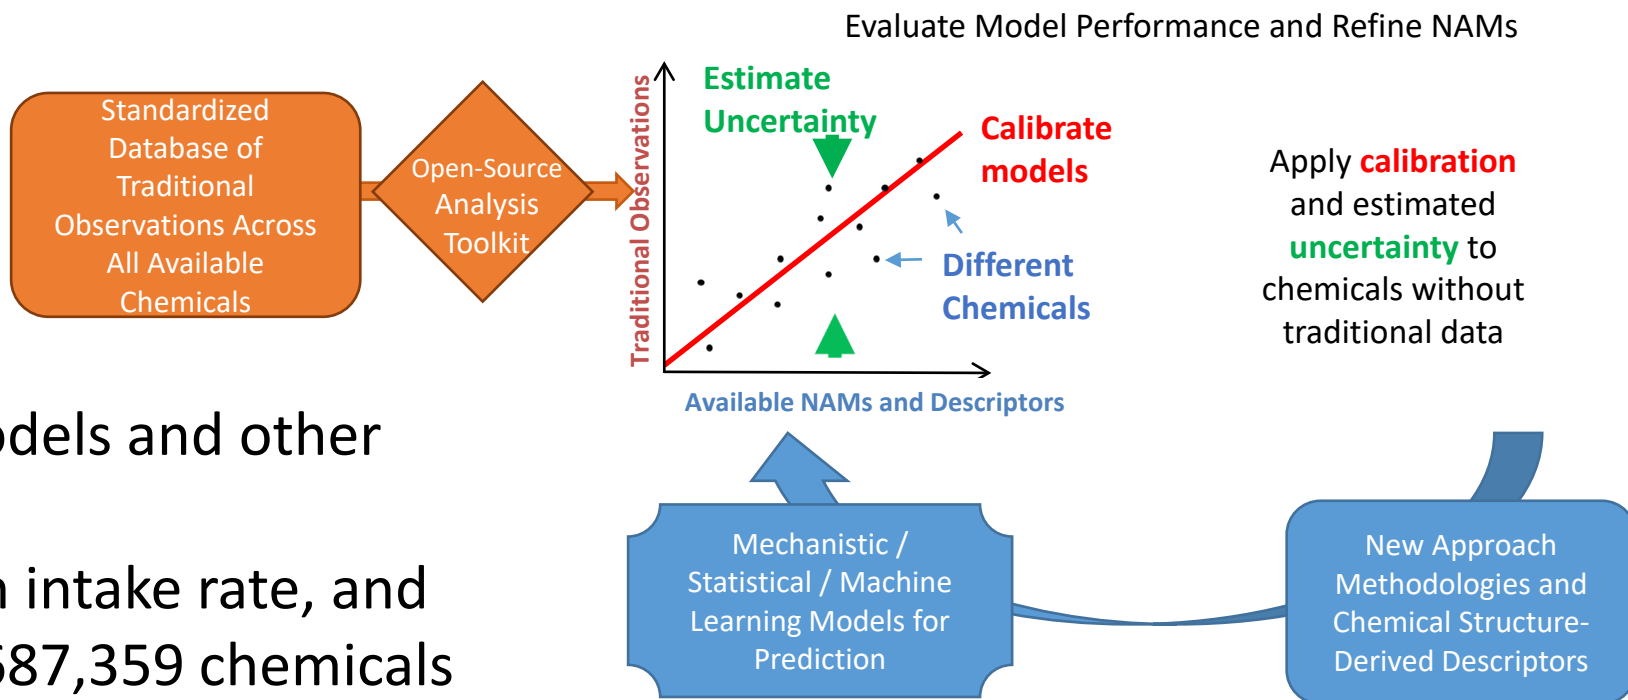 Evaluate Model Performance and Refine NAMs
Standardized
Database of
Traditional
Observations Across
All Available
Chemicals
Open-Source
Analysis
Toolkit
Traditional Observations
Estimate
Uncertainty
Calibrate
models
Different
Chemicals
Available NAMs and Descriptors
Apply calibration
and estimated
uncertainty to
chemicals without
traditional data
and other
intake rate, and
87,359 chemicals
Mechanistic /
Statistical / Machine
Learning Models for
Prediction
New Approach
Methodologies and
Chemical Structure-
Derived Descriptors